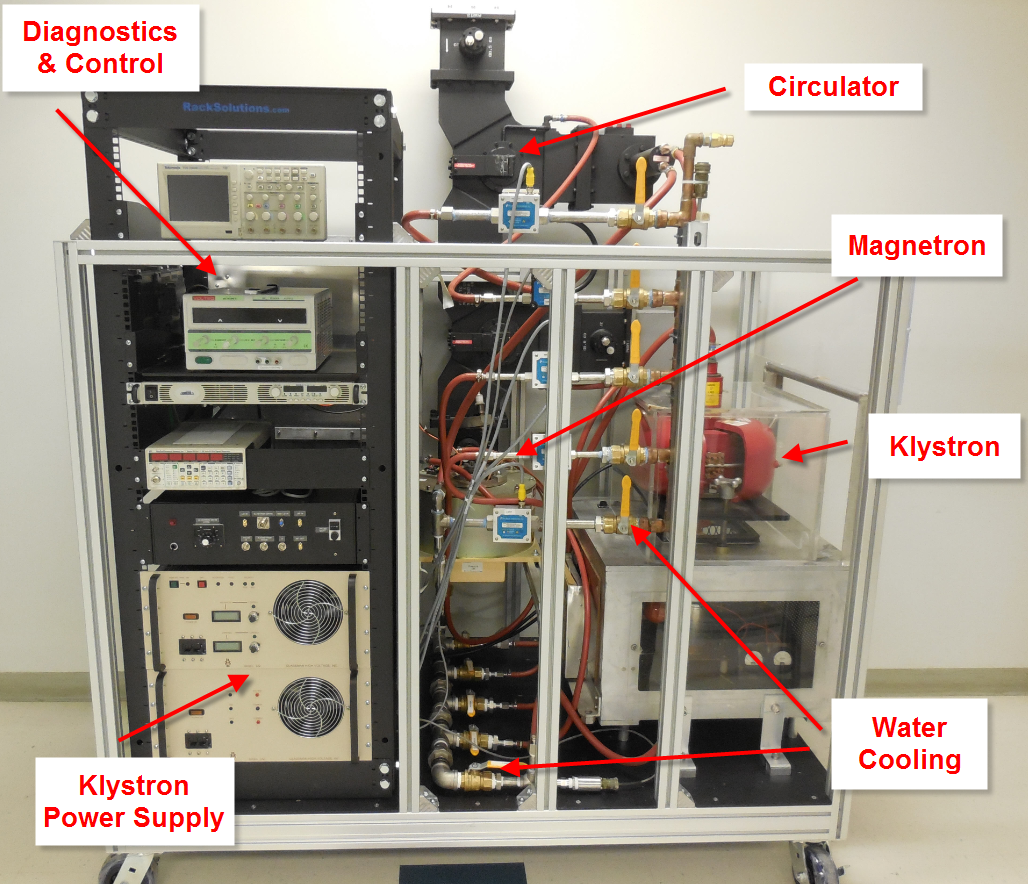 Diagnostics
& Control
RackSolutions.com
Circulator
Magnetron
Klystron
Water
Cooling
Klystron
Power Supply